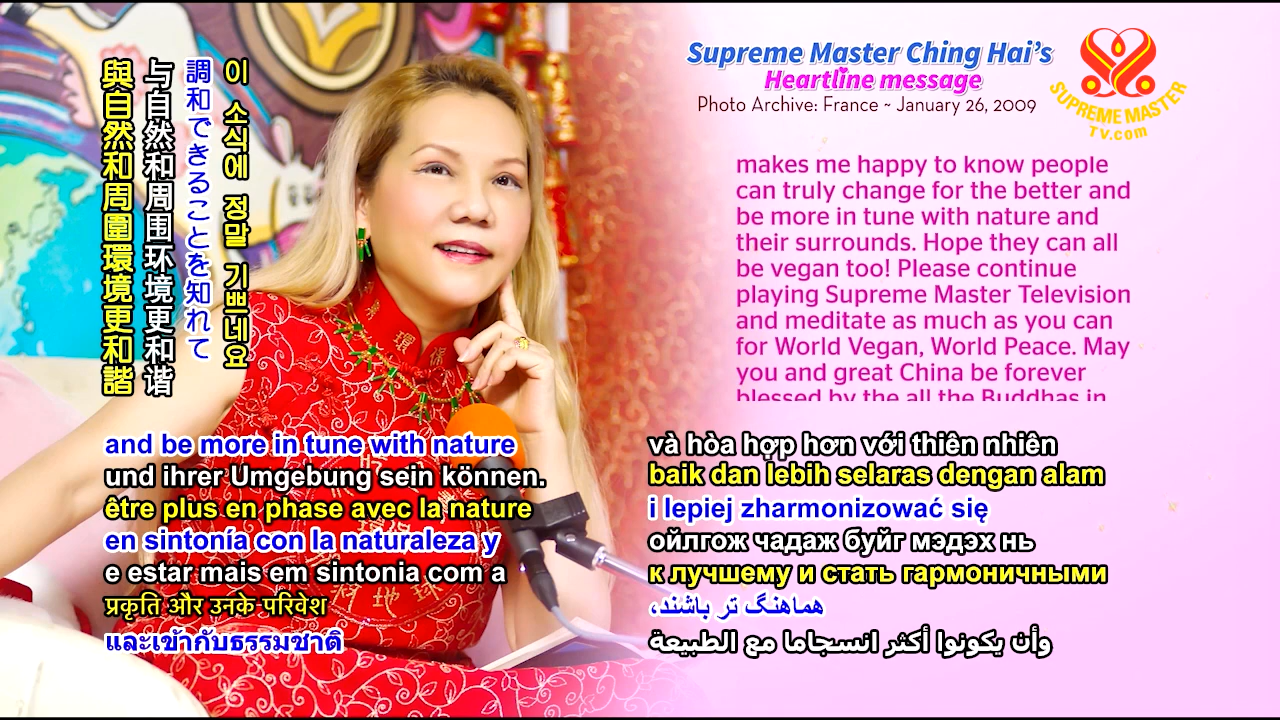 Supreme Master Ching Hai's
Heartline message
Photo Archive: France ~ January 26, 2009
SUPREME MASTER
TV.com
makes me happy to know people
can truly change for the better and
be more in tune with nature and
their surrounds. Hope they can all
be vegan too! Please continue
playing Supreme Master Television
and meditate as much as you can
for World Vegan, World Peace. May
you and great China be forever
blessed by the all the Buddhas in
이 소식에 정말 기쁘네요
調和できることを知れて
与自然和周围环境更和谐
與自然和周圍環境更和諧
and be more in tune with nature
und ihrer Umgebung sein können.
être plus en phase avec la nature
en sintonía con la naturaleza y
e estar mais em sintonia com a
प्रकृति और उनके परिवेश
และเข้ากับธรรมชาติ
và hòa hợp hơn với thiên nhiên
baik dan lebih selaras dengan alam
i lepiej zharmonizować się
ойлгож чадаж буйг мэдэх нь
к лучшему и стать гармоничными
هماهنگ تر باشند،
وأن يكونوا أكثر انسجاما مع الطبيعة